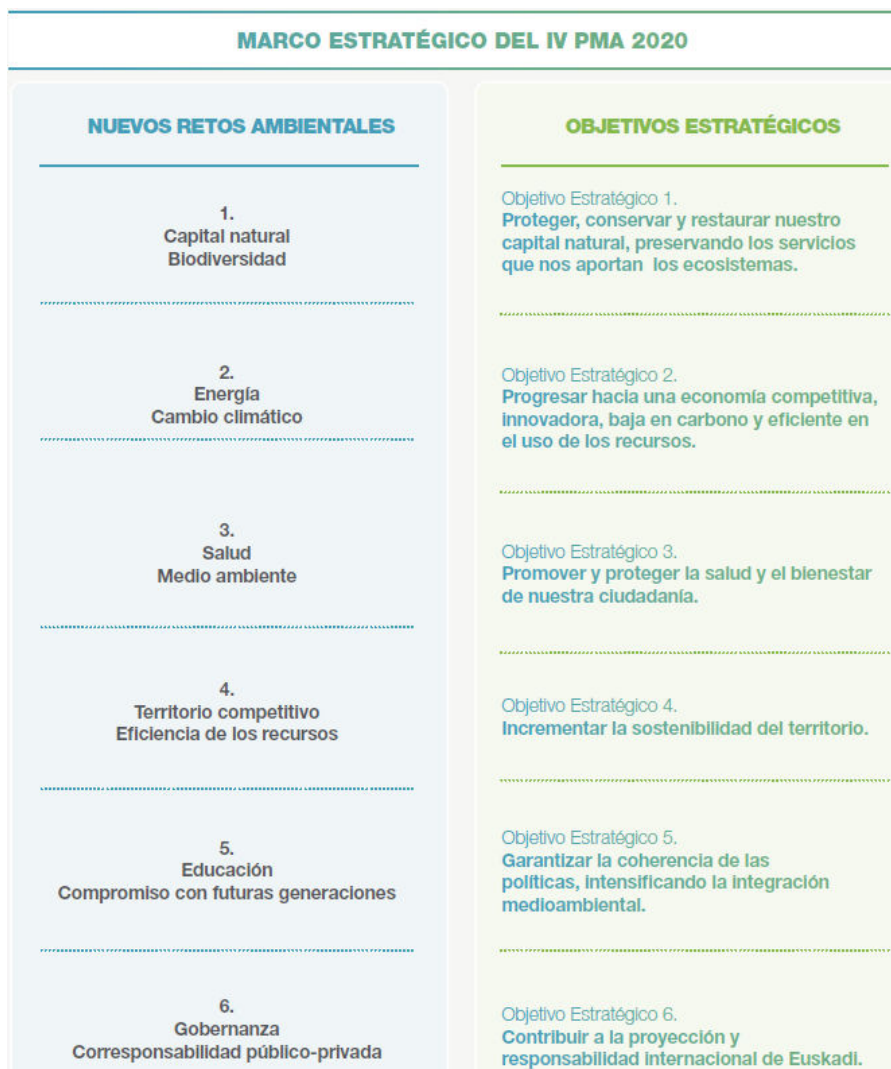 MARCO ESTRATÉGICO DEL IV PMA 2020
NUEVOS RETOS AMBIENTALES
1.
Capital natural
Biodiversidad
2.
Energía
Cambio climático
3.
Salud
Medio ambiente
4.
Territorio competitivo
Eficiencia de los recursos
5.
Educación
Compromiso con futuras generaciones
6.
Gobernanza
Corresponsabilidad público-privada
OBJETIVOS ESTRATÉGICOS
Objetivo Estratégico 1.
Proteger, conservar y restaurar nuestro
capital natural, preservando los servicios
que nos aportan los ecosistemas.
Objetivo Estratégico 2.
Progresar hacia una economía competitiva,
innovadora, baja en carbono y eficiente en
el uso de los recursos.
Objetivo Estratégico 3.
Promover y proteger la salud y el bienestar
de nuestra ciudadanía.
Objetivo Estratégico 4.
Incrementar la sostenibilidad del territorio.
Objetivo Estratégico 5.
Garantizar la coherencia de las
políticas, intensificando la integración
medioambiental.
Objetivo Estratégico 6.
Contribuir a la proyección y
responsabilidad internacional de Euskadi.